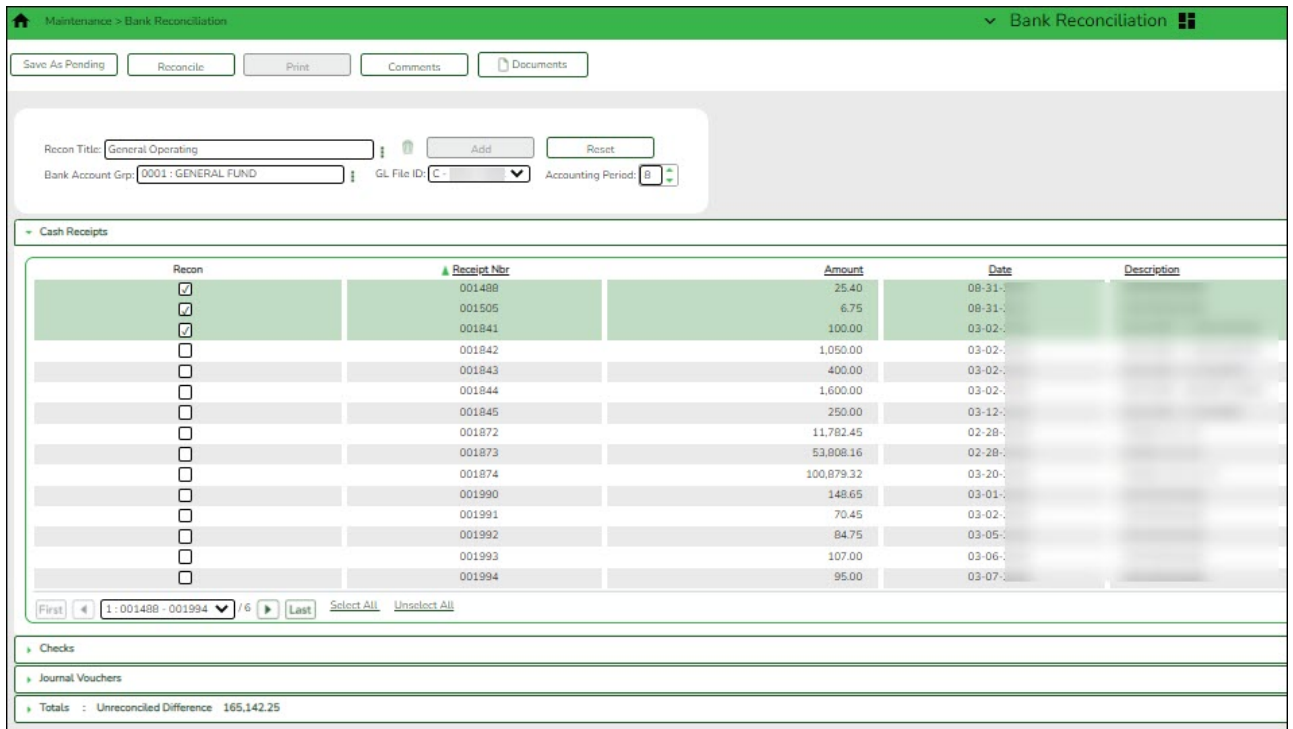 Maintenance > Bank Reconciliation
Bank Reconciliation
Save As Pending Reconcile Print Comments Documents
Recon Title: General Operating Add Reset
Bank Account Grp: 0001 : GENERAL FUND GL File ID: C - Accounting Period: 8
Cash Receipts
Recon Receipt Nbr Amount Date Description
001488 25.40 08-31-
001505 6.75 08-31-
001841 100.00 03-02-
001842 1,050.00 03-02-
001843 400.00 03-02-
001844 1,600.00 03-02-
001845 250.00 03-12-
001872 11,782.45 02-28-
001873 53,808.16 02-28-
001874 100,879.32 03-20-
001990 148.65 03-01-
001991 70.45 03-02-
001992 84.75 03-05-
001993 107.00 03-06-
001994 95.00 03-07-
First 1 : 001488 - 001994 / 6 Last Select All Unselect All
Checks
Journal Vouchers
Totals : Unreconciled Difference 165,142.25